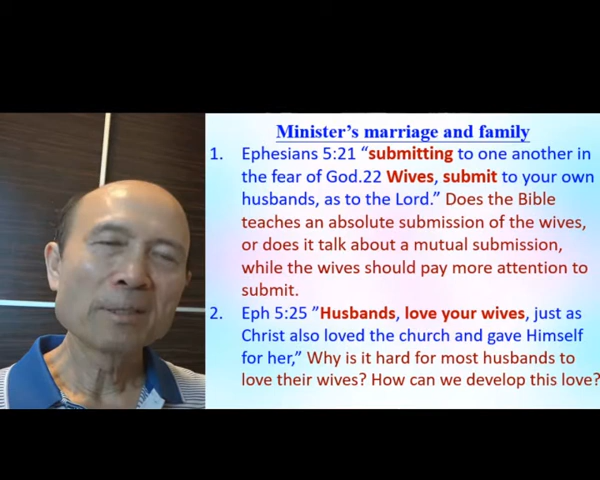 Minister's marriage and family
1. Ephesians 5:21 “submitting to one another in
the fear of God.22 Wives, submit to your own
husbands, as to the Lord.” Does the Bible
teaches an absolute submission of the wives,
or does it talk about a mutual submission,
while the wives should pay more attention to
submit.
2. Eph 5:25 ”Husbands, love your wives, just as
Christ also loved the church and gave Himself
for her,” Why is it hard for most husbands to
love their wives? How can we develop this love?